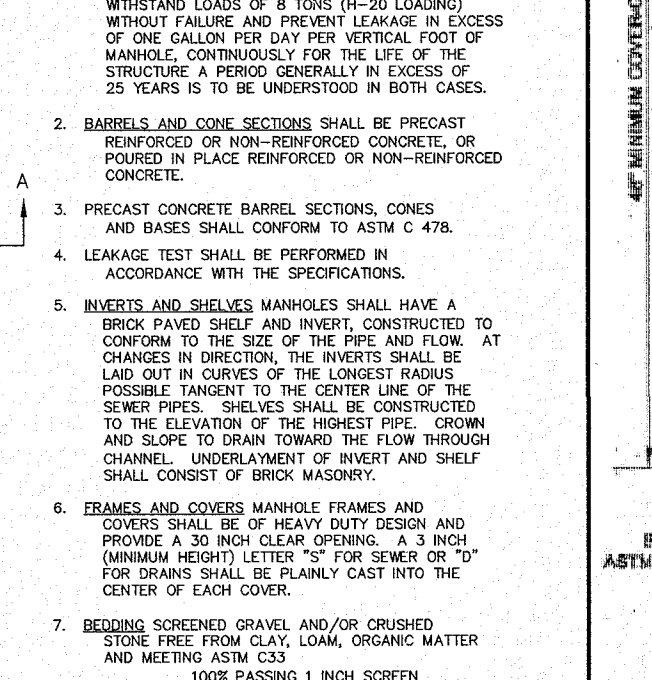 WITHSTAND LOADS OF 8 TONS (H-20 LOADING)
WITHOUT FAILURE AND PREVENT LEAKAGE IN EXCESS
OF ONE GALLON PER DAY PER VERTICAL FOOT OF
MANHOLE, CONTINUOUSLY FOR THE LIFE OF THE
STRUCTURE A PERIOD GENERALLY IN EXCESS OF
25 YEARS IS TO BE UNDERSTOOD IN BOTH CASES.
2. BARRELS AND CONE SECTIONS SHALL BE PRECAST
REINFORCED OR NON-REINFORCED CONCRETE, OR
POURED IN PLACE REINFORCED OR NON-REINFORCED
CONCRETE.
A
3. PRECAST CONCRETE BARREL SECTIONS, CONES
AND BASES SHALL CONFORM TO ASTM C 478.
4. LEAKAGE TEST SHALL BE PERFORMED IN
ACCORDANCE WITH THE SPECIFICATIONS.
5. INVERTS AND SHELVES MANHOLES SHALL HAVE A
BRICK PAVED SHELF AND INVERT, CONSTRUCTED TO
CONFORM TO THE SIZE OF THE PIPE AND FLOW. AT
CHANGES IN DIRECTION, THE INVERTS SHALL BE
LAID OUT IN CURVES OF THE LONGEST RADIUS
POSSIBLE TANGENT TO THE CENTER LINE OF THE
SEWER PIPES. SHELVES SHALL BE CONSTRUCTED
TO THE ELEVATION OF THE HIGHEST PIPE. CROWN
AND SLOPE TO DRAIN TOWARD THE FLOW THROUGH
CHANNEL. UNDERLAYMENT OF INVERT AND SHELF
SHALL CONSIST OF BRICK MASONRY.
6. FRAMES AND COVERS MANHOLE FRAMES AND
COVERS SHALL BE OF HEAVY DUTY DESIGN AND
PROVIDE A 30 INCH CLEAR OPENING. A 3 INCH
(MINIMUM HEIGHT) LETTER "S" FOR SEWER OR "D"
FOR DRAINS SHALL BE PLAINLY CAST INTO THE
CENTER OF EACH COVER.
7. BEDDING SCREENED GRAVEL AND/OR CRUSHED
STONE FREE FROM CLAY, LOAM, ORGANIC MATTER
AND MEETING ASTM C33
100% PASSING 1 INCH SCREEN
MINIMUM COVER
ASTM